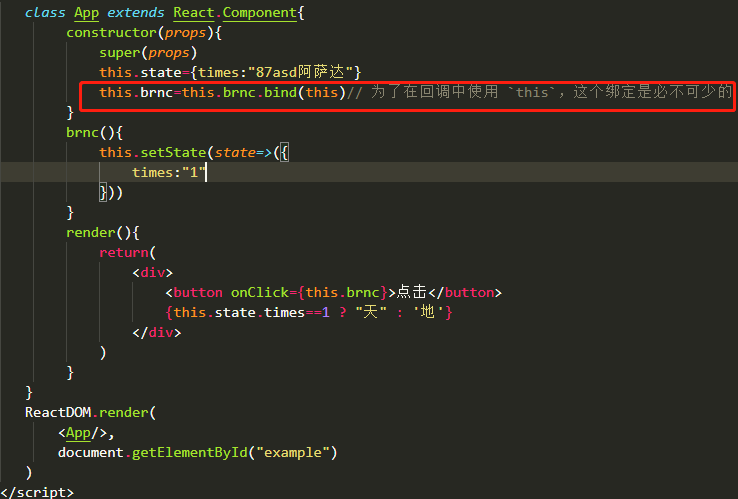 class App extends React.Component{
constructor(props){
super(props)
this.state={times:"87asd阿萨达"}
this.brnc=this.brnc.bind(this)// 为了在回调中使用 `this`，这个绑定是必不可少的
}
brnc(){
this.setState(state=>({
times:"1"
}))
}
render(){
return(
<div>
<button onClick={this.brnc}>点击</button>
{this.state.times==1 ? "天" : '地'}
</div>
)
}
}
ReactDOM.render(
<App/>,
document.getElementById("example")
)
</script>